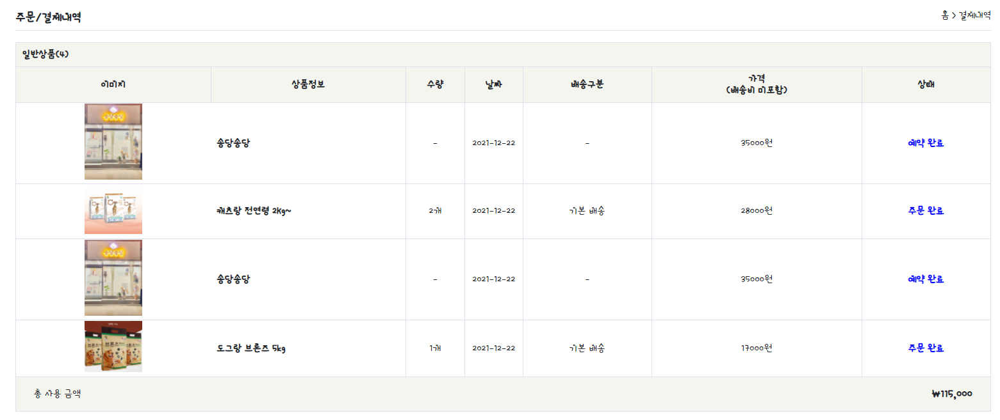 주문/결제내역
홈 > 결제내역
일반상품(4)
이미지 상품정보 수량 날짜 배송구분 가격 상태
(배송비 미포함)
송당송당 - 2021-12-22 - 35000원 예약 완료
캐츠랑 전연령 2kg~ 2개 2021-12-22 기본 배송 28000원 주문 완료
송당송당 - 2021-12-22 - 35000원 예약 완료
브론즈
도그랑 브론즈 5kg 1개 2021-12-22 기본 배송 17000원 주문 완료
총 사용 금액 ₩115,000